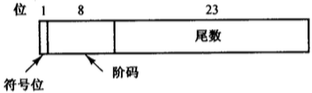 位 1 8 23
尾数
符号位 阶码